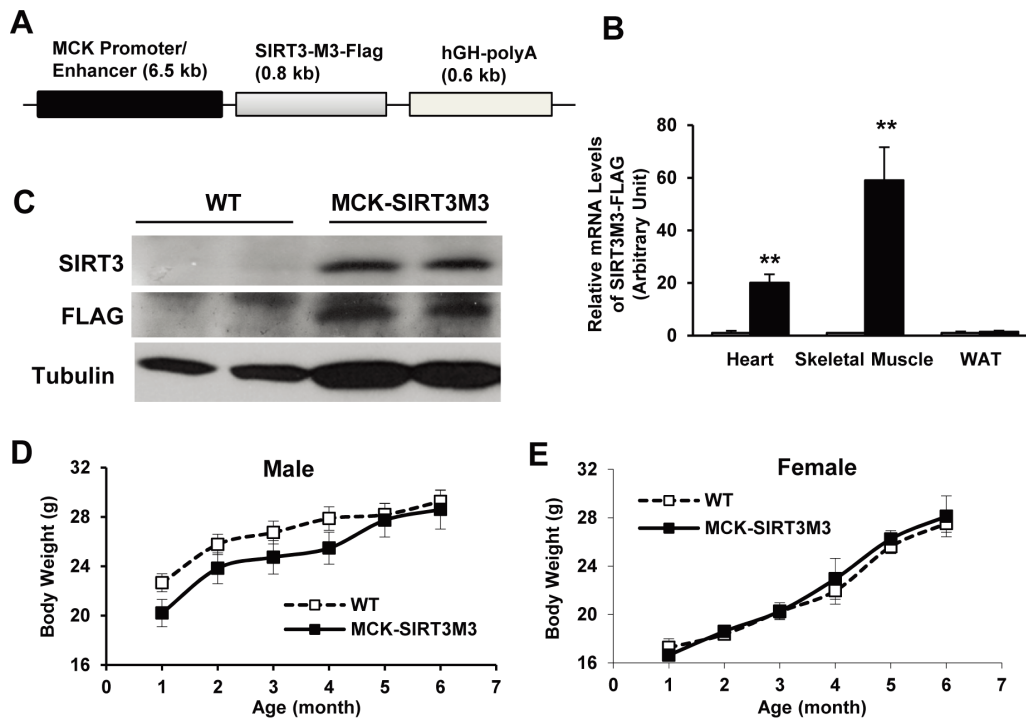 A
MCK Promoter/
Enhancer (6.5 kb)
SIRT3-M3-Flag
(0.8 kb)
hGH-polyA
(0.6 kb)
B
Relative mRNA Levels
of SIRT3M3-FLAG
(Arbitrary Unit)
80
60
40
20
0
**
**
Heart
Skeletal Muscle
WAT
C
WT
MCK-SIRT3M3
SIRT3
FLAG
Tubulin
D
Male
Body Weight (g)
32
28
24
20
16
WT
MCK-SIRT3M3
0 1 2 3 4 5 6 7
Age (month)
E
Female
Body Weight (g)
32
28
24
20
16
WT
MCK-SIRT3M3
0 1 2 3 4 5 6 7
Age (month)